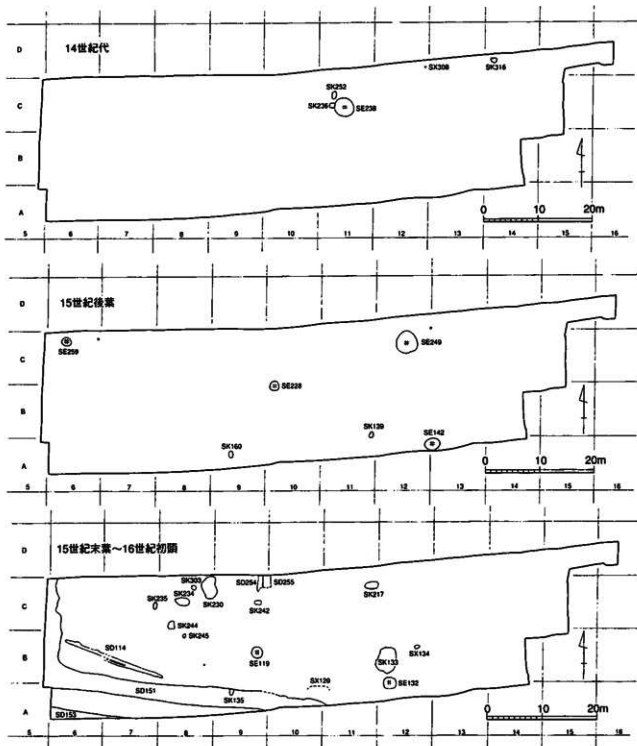 D
14世紀代
SX308
SK316
SK252
C
SK236
SE238
B
A
0 10 20m
5 6 7 8 9 10 11 12 13 14 15 16
D
15世紀後葉
C
SE259
SE249
SE228
B
SK139
SE142
SK160
A
0 10 20m
5 6 7 8 9 10 11 12 13 14 15 16
D
15世紀末葉～16世紀初頭
SK303
SD254
SD255
SK217
SK235
SK234
SK230
SK242
C
SK244
SK245
SD114
SE119
SX134
SK133
B
SD151
SX129
SE132
SK135
A
SD153
0 10 20m
5 6 7 8 9 10 11 12 13 14 15 16